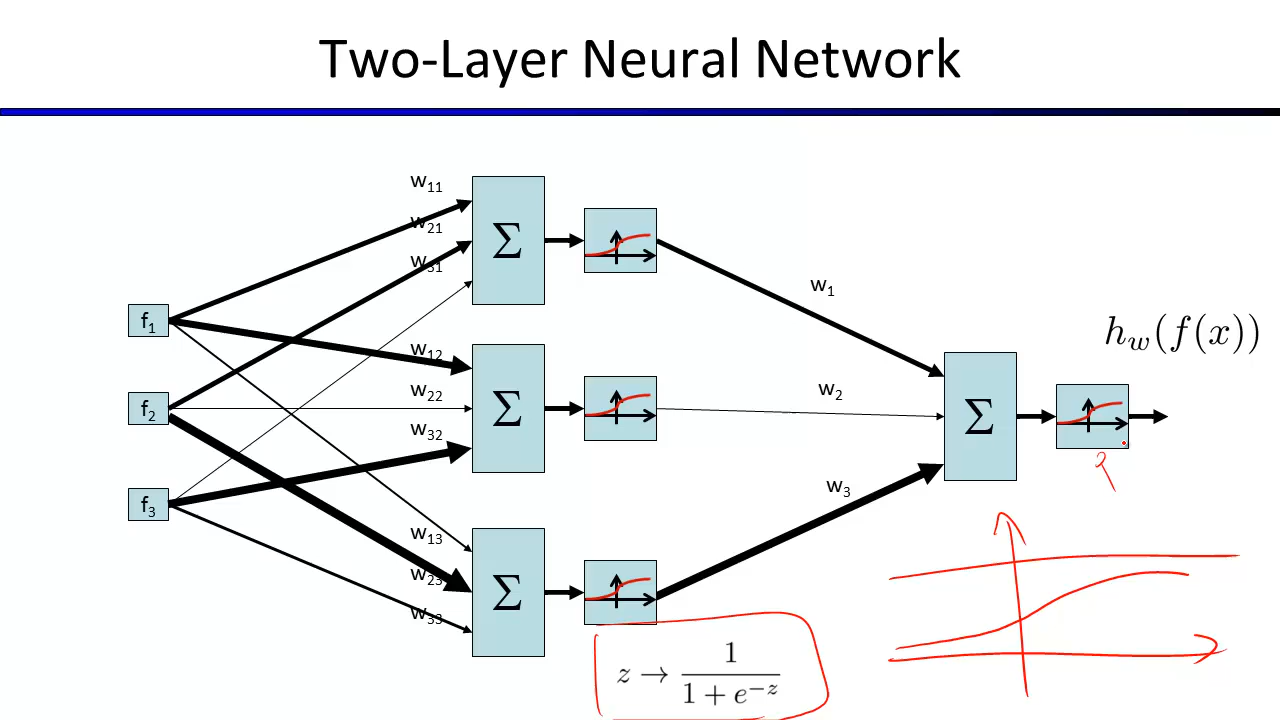 Two-Layer Neural Network
w₁₁
w₂₁
w₃₁
Σ
w₁
f₁
h_w(f(x))
w₁₂
w₂₂
w₃₂
Σ
w₂
Σ
f₂
w₃
f₃
w₁₃
w₂₃
w₃₃
Σ
z → 1 / (1 + e^{-z})